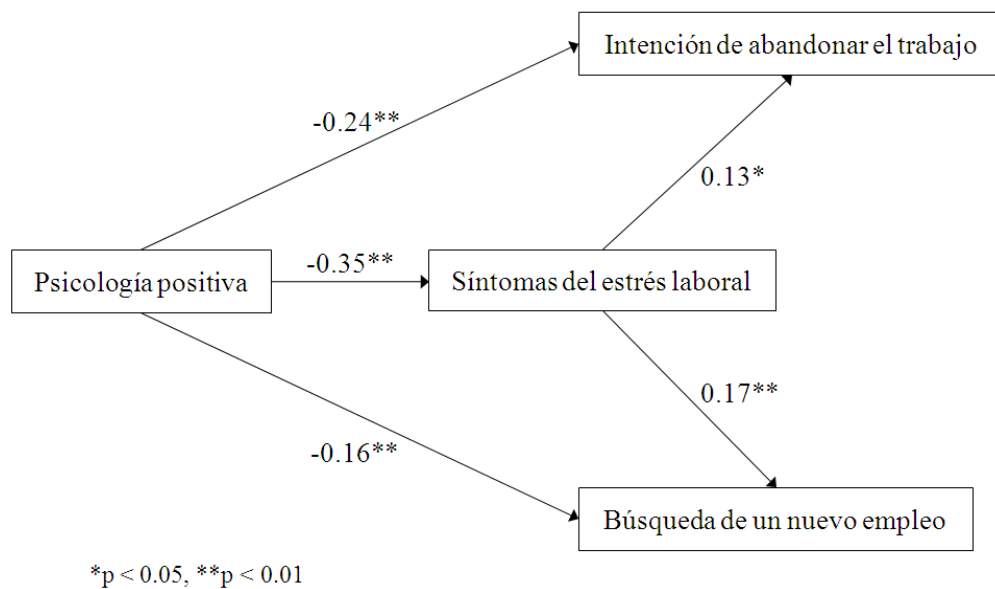 Intención de abandonar el trabajo
-0.24**
0.13*
Psicología positiva
-0.35**
Síntomas del estrés laboral
0.17**
-0.16**
Búsqueda de un nuevo empleo
*p < 0.05, **p < 0.01